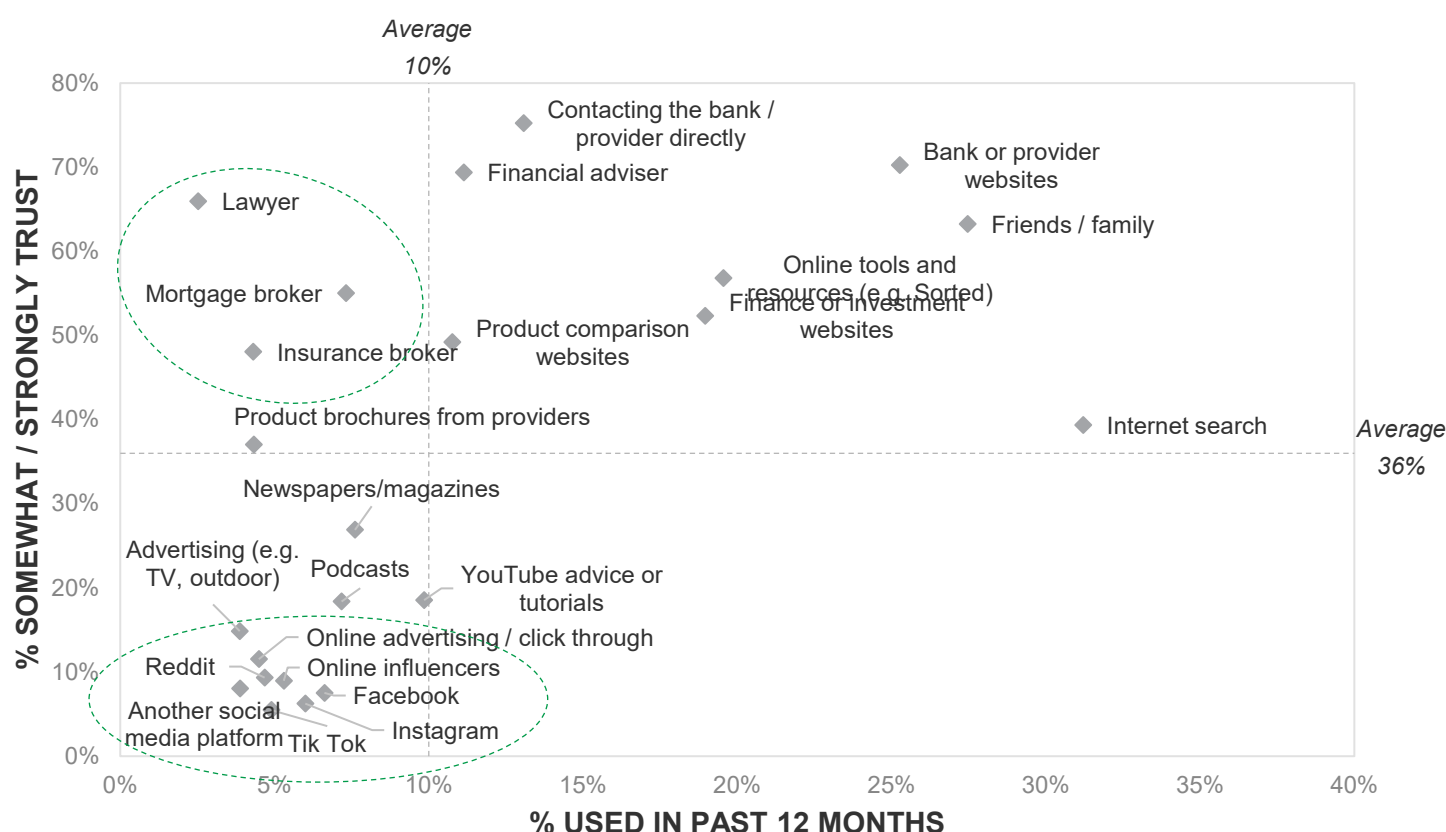 Average
10%
80%
70%
60%
50%
40%
30%
20%
10%
0%
% SOMEWHAT / STRONGLY TRUST
Contacting the bank /
provider directly
Financial adviser
Bank or provider
websites
Lawyer
Friends / family
Online tools and
resources (e.g. Sorted)
Mortgage broker
Finance or investment
websites
Product comparison
websites
Insurance broker
Product brochures from providers
Internet search
Average
36%
Newspapers/magazines
Advertising (e.g.
TV, outdoor)
Podcasts
YouTube advice or
tutorials
Online advertising / click through
Reddit
Online influencers
Facebook
Another social
media platform
Instagram
Tik Tok
0%
5%
10%
15%
20%
25%
30%
35%
40%
% USED IN PAST 12 MONTHS